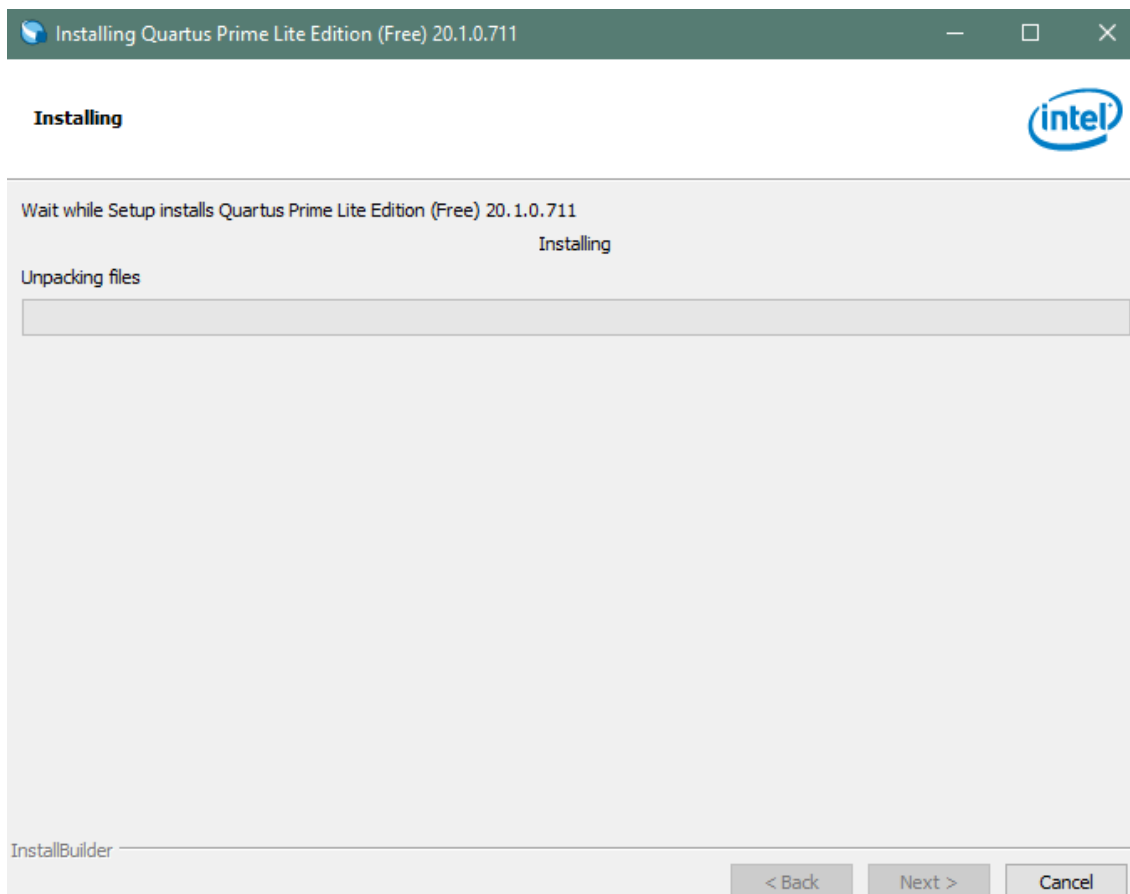 Installing Quartus Prime Lite Edition (Free) 20.1.0.711
Installing
intel
Wait while Setup installs Quartus Prime Lite Edition (Free) 20.1.0.711
Installing
Unpacking files
InstallBuilder
< Back Next > Cancel